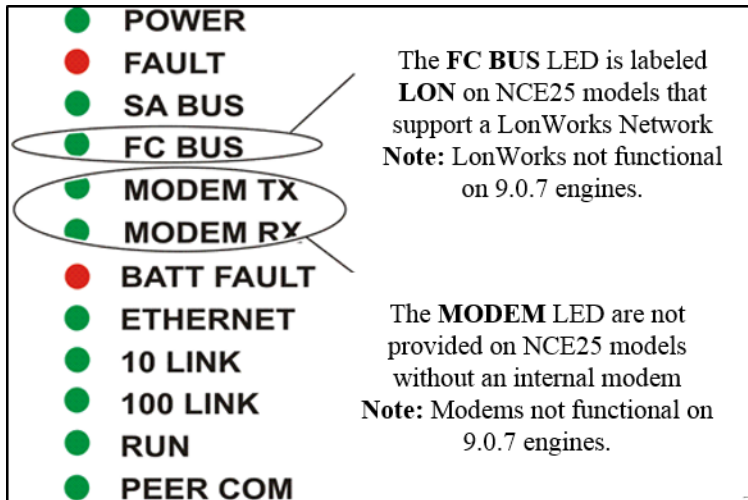 POWER
FAULT
SA BUS
FC BUS
MODEM TX
MODEM RX
BATT FAULT
ETHERNET
10 LINK
100 LINK
RUN
PEER COM
The FC BUS LED is labeled
LON on NCE25 models that
support a LonWorks Network
Note: LonWorks not functional
on 9.0.7 engines.
The MODEM LED are not
provided on NCE25 models
without an internal modem
Note: Modems not functional on
9.0.7 engines.